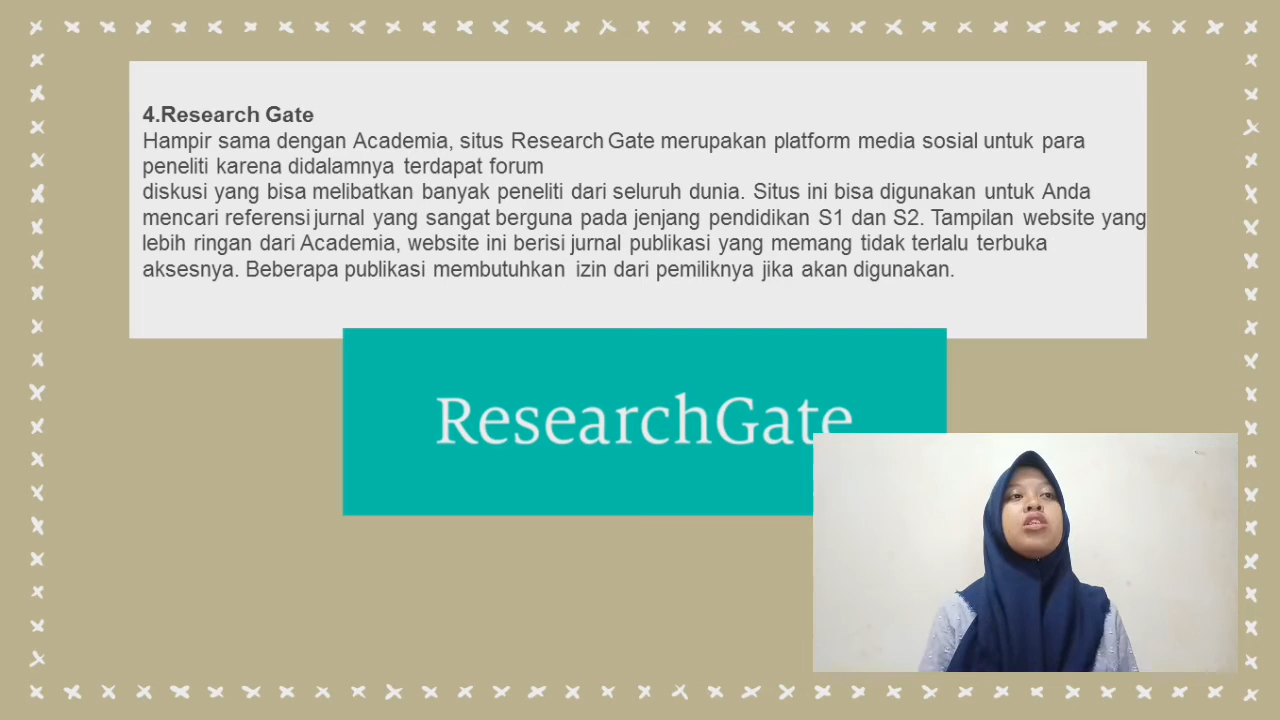 4.Research Gate
Hampir sama dengan Academia, situs Research Gate merupakan platform media sosial untuk para
peneliti karena didalamnya terdapat forum
diskusi yang bisa melibatkan banyak peneliti dari seluruh dunia. Situs ini bisa digunakan untuk Anda
mencari referensi jurnal yang sangat berguna pada jenjang pendidikan S1 dan S2. Tampilan website yang
lebih ringan dari Academia, website ini berisi jurnal publikasi yang memang tidak terlalu terbuka
aksesnya. Beberapa publikasi membutuhkan izin dari pemiliknya jika akan digunakan.
ResearchGate